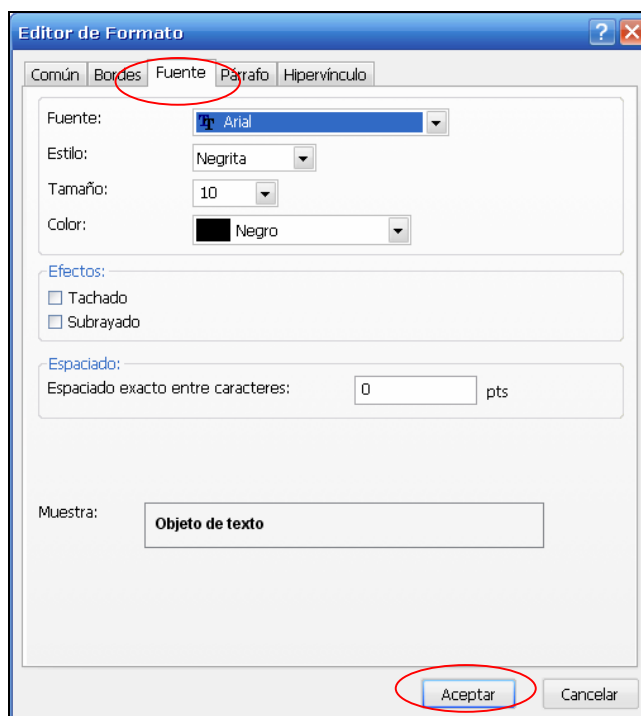 Editor de Formato
Común Bordes Fuente Párrafo Hipervínculo
Fuente: Arial
Estilo: Negrita
Tamaño: 10
Color: Negro
Efectos:
Tachado
Subrayado
Espaciado:
Espaciado exacto entre caracteres: 0 pts
Muestra: Objeto de texto
Aceptar Cancelar